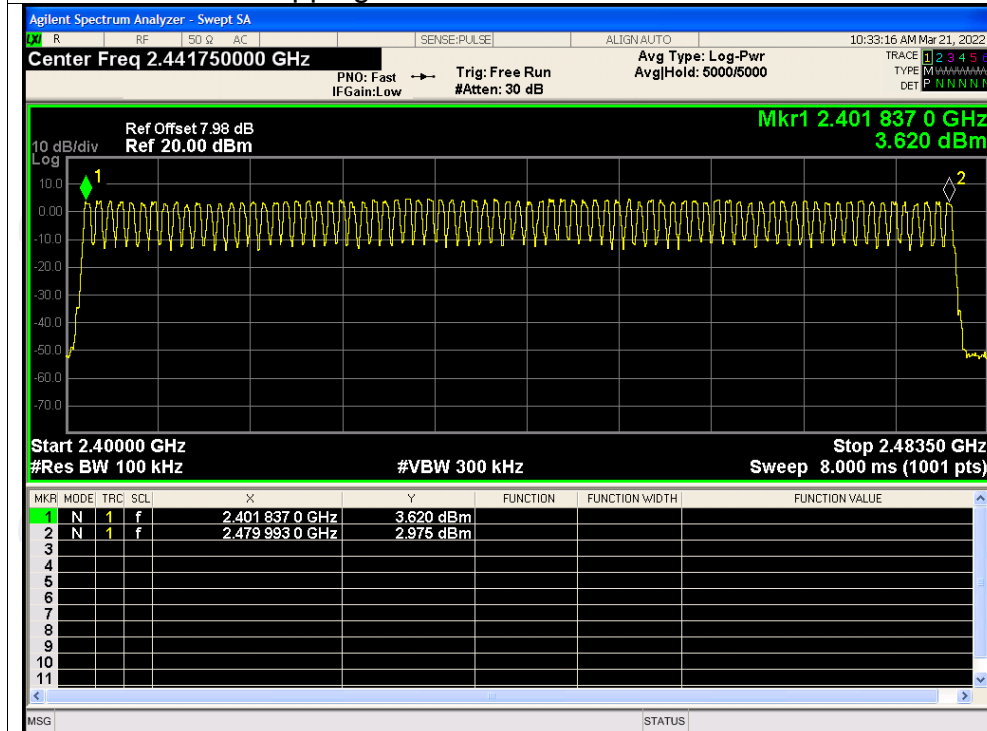 pping
Agilent Spectrum Analyzer - Swept SA
LXI R RF 50 Ω AC SENSE:PULSE ALIGN AUTO 10:33:16 AM Mar 21, 2022
Center Freq 2.441750000 GHz
PNO: Fast
IFGain:Low
Trig: Free Run
#Atten: 30 dB
Avg Type: Log-Pwr
Avg|Hold: 5000/5000
TRACE 1 2 3 4 5 6
TYPE M
DET P N N N N N
Mkr1 2.401 837 0 GHz
3.620 dBm
Ref Offset 7.98 dB
10 dB/div Ref 20.00 dBm
Log
1
2
10.0
0.00
-10.0
-20.0
-30.0
-40.0
-50.0
-60.0
-70.0
Start 2.40000 GHz Stop 2.48350 GHz
#Res BW 100 kHz #VBW 300 kHz Sweep 8.000 ms (1001 pts)
MKR MODE TRC SCL X Y FUNCTION FUNCTION WIDTH FUNCTION VALUE
1 N 1 f 2.401 837 0 GHz 3.620 dBm
2 N 1 f 2.479 993 0 GHz 2.975 dBm
3
4
5
6
7
8
9
10
11
MSG STATUS